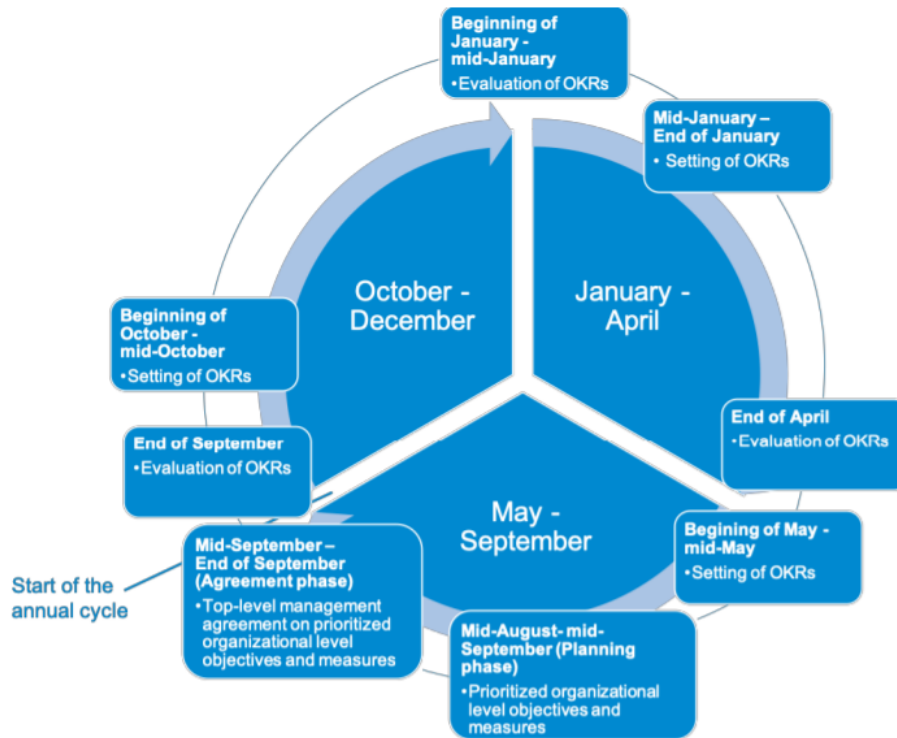 Beginning of
January -
mid-January
•Evaluation of OKRs
Mid-January –
End of January
• Setting of OKRs
October -
December
January -
April
Beginning of
October -
mid-October
•Setting of OKRs
End of April
•Evaluation of OKRs
End of September
•Evaluation of OKRs
May -
September
Begining of May -
mid-May
•Setting of OKRs
Mid-September –
End of September
(Agreement phase)
•Top-level management
agreement on prioritized
organizational level
objectives and measures
Start of the
annual cycle
Mid-August- mid-
September (Planning
phase)
•Prioritized organizational
level objectives and
measures